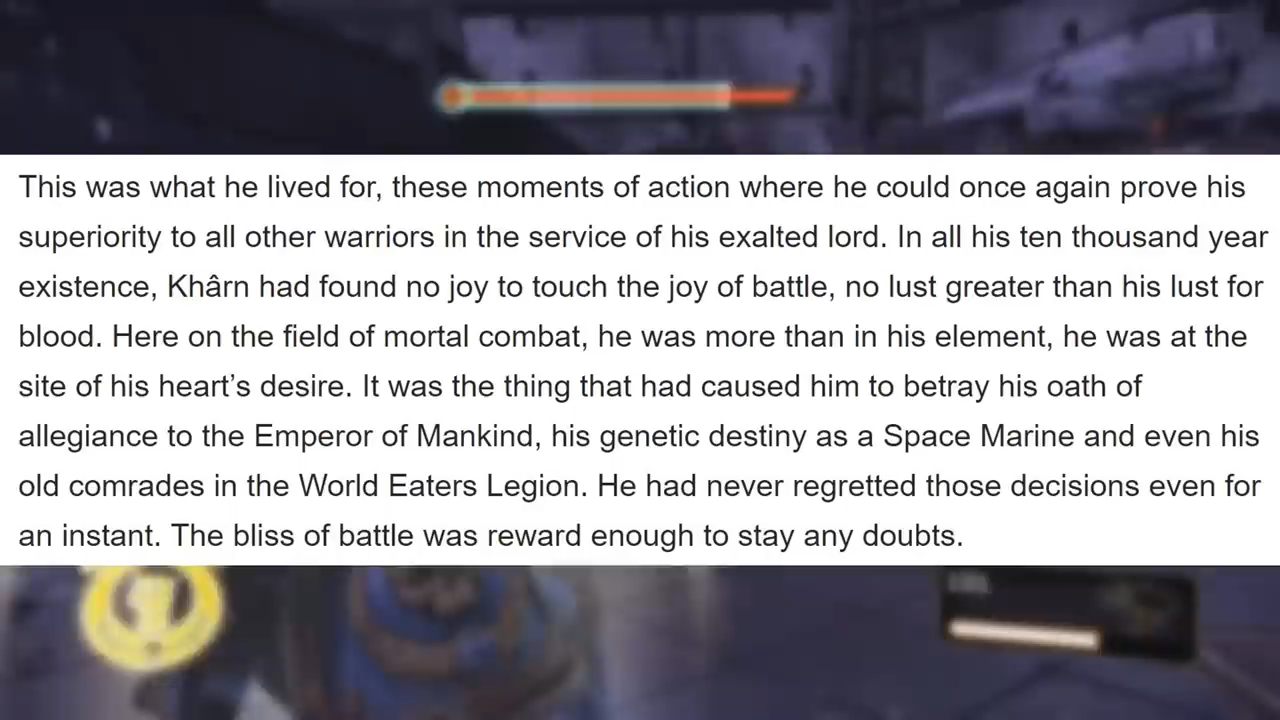 This was what he lived for, these moments of action where he could once again prove his
superiority to all other warriors in the service of his exalted lord. In all his ten thousand year
existence, Khârn had found no joy to touch the joy of battle, no lust greater than his lust for
blood. Here on the field of mortal combat, he was more than in his element, he was at the
site of his heart’s desire. It was the thing that had caused him to betray his oath of
allegiance to the Emperor of Mankind, his genetic destiny as a Space Marine and even his
old comrades in the World Eaters Legion. He had never regretted those decisions even for
an instant. The bliss of battle was reward enough to stay any doubts.